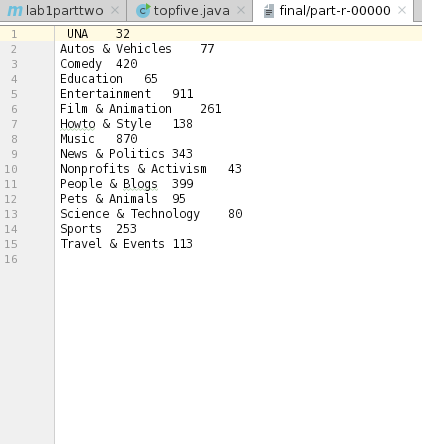 lab1parttwo topfive.java final/part-r-00000
1 UNA 32
2 Autos & Vehicles 77
3 Comedy 420
4 Education 65
5 Entertainment 911
6 Film & Animation 261
7 Howto & Style 138
8 Music 870
9 News & Politics 343
10 Nonprofits & Activism 43
11 People & Blogs 399
12 Pets & Animals 95
13 Science & Technology 80
14 Sports 253
15 Travel & Events 113
16